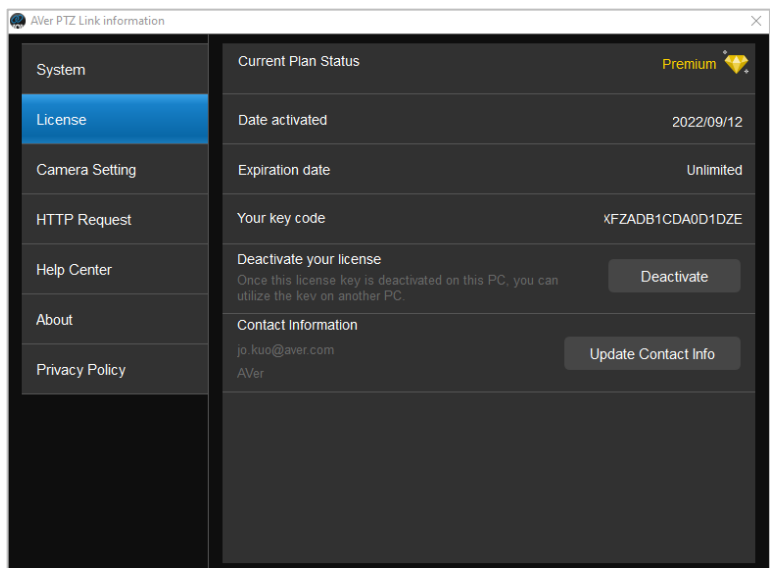 AVer PTZ Link information
System
License
Camera Setting
HTTP Request
Help Center
About
Privacy Policy
Current Plan Status
Premium
Date activated
2022/09/12
Expiration date
Unlimited
Your key code
XFZADB1CDA0D1DZE
Deactivate your license
Once this license key is deactivated on this PC, you can
utilize the key on another PC.
Deactivate
Contact Information
jo.kuo@aver.com
AVer
Update Contact Info